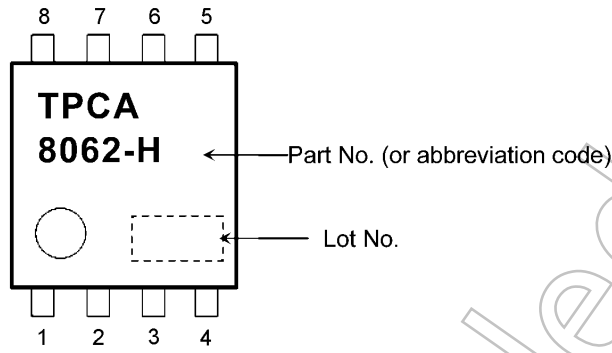 8 7 6 5
TPCA
8062-H
Part No. (or abbreviation code)
Lot No.
1 2 3 4